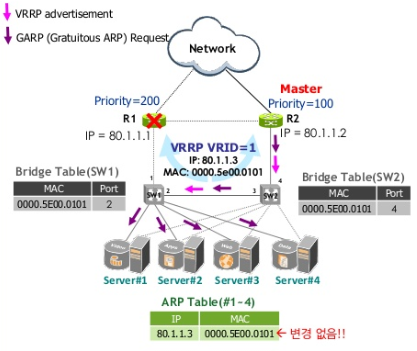 VRRP advertisement
GARP (Gratuitous ARP) Request
Network
Master
Priority=200
Priority=100
R1
R2
IP = 80.1.1.1
IP = 80.1.1.2
VRRP VRID=1
IP: 80.1.1.3
MAC: 0000.5e00.0101
Bridge Table(SW1)
MAC Port
0000.5E00.0101 2
Bridge Table(SW2)
MAC Port
0000.5E00.0101 4
1
2
3
4
SW1
SW2
Server#1 Server#2 Server#3 Server#4
ARP Table(#1~4)
IP MAC
80.1.1.3 0000.5E00.0101 ← 변경 없음!!